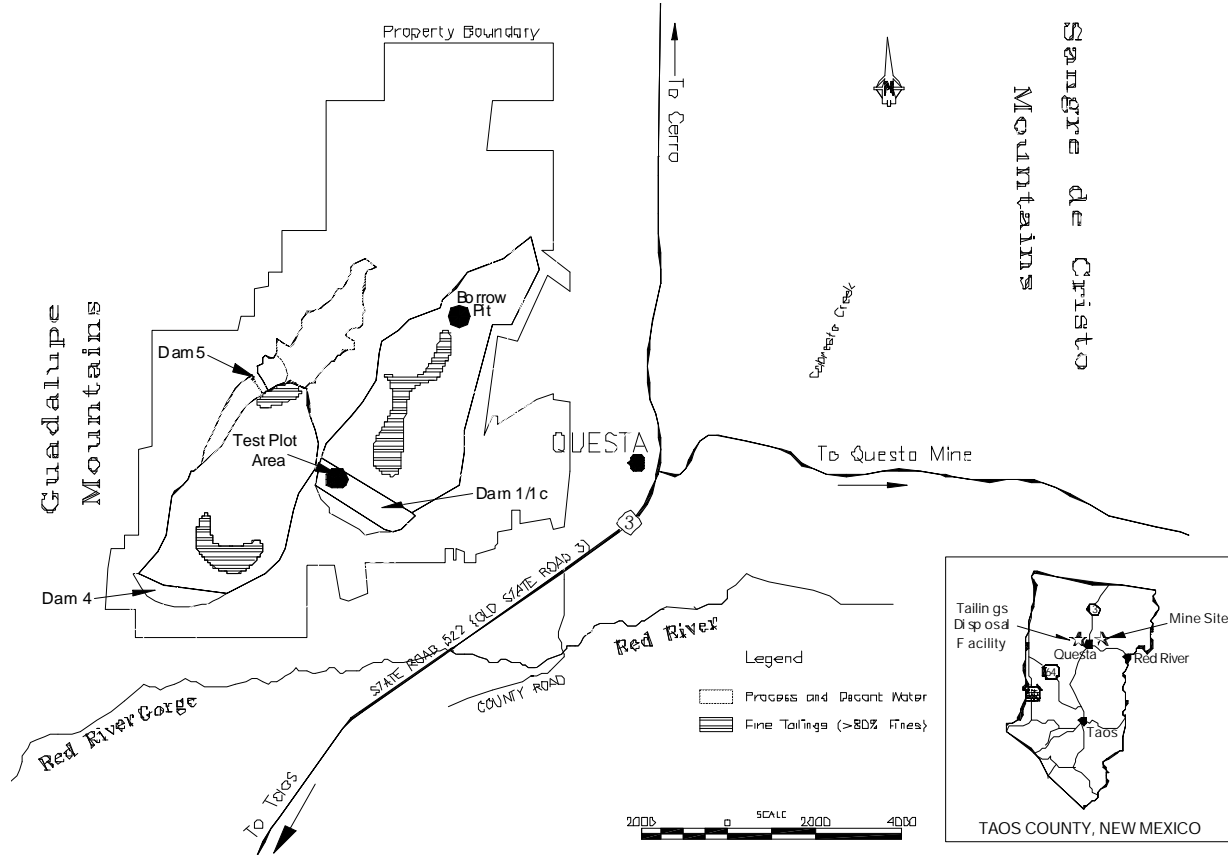 Property Boundary
To Cerro
N
Sangre de Cristo
Mountains
Guadalupe
Mountains
Borrow
Pit
Dam 5
Test Plot
Area
Dam 1/1c
Dam 4
QUESTA
3
To Questa Mine
STATE ROAD 522 (OLD STATE ROAD 3)
Red River
COUNTY ROAD
Red River Gorge
To Taos
Legend
Process and Decant Water
Fine Tailings (>80% Fines)
SCALE
2000 0 2000 4000
Tailings
Disposal
Facility
Mine Site
Questa
Red River
64
Taos
TAOS COUNTY, NEW MEXICO